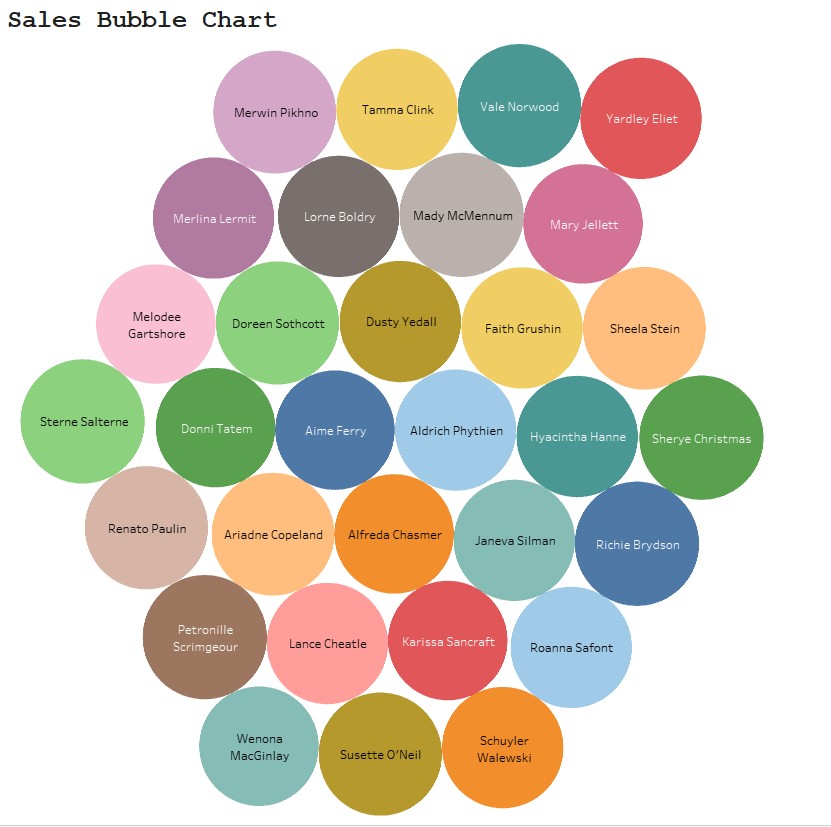 Sales Bubble Chart
Merwin Pikhno
Tamma Clink
Vale Norwood
Yardley Eliet
Merlina Lermit
Lorne Boldry
Mady McMennum
Mary Jellett
Melodee
Gartshore
Doreen Sothcott
Dusty Yedall
Faith Grushin
Sheela Stein
Sterne Salterne
Donni Tatem
Aime Ferry
Aldrich Phythien
Hyacintha Hanne
Sherye Christmas
Renato Paulin
Ariadne Copeland
Alfreda Chasmer
Janeva Silman
Richie Brydson
Petronille
Scrimgeour
Lance Cheatle
Karissa Sancraft
Roanna Safont
Wenona
MacGinlay
Susette O’Neil
Schuyler
Walewski